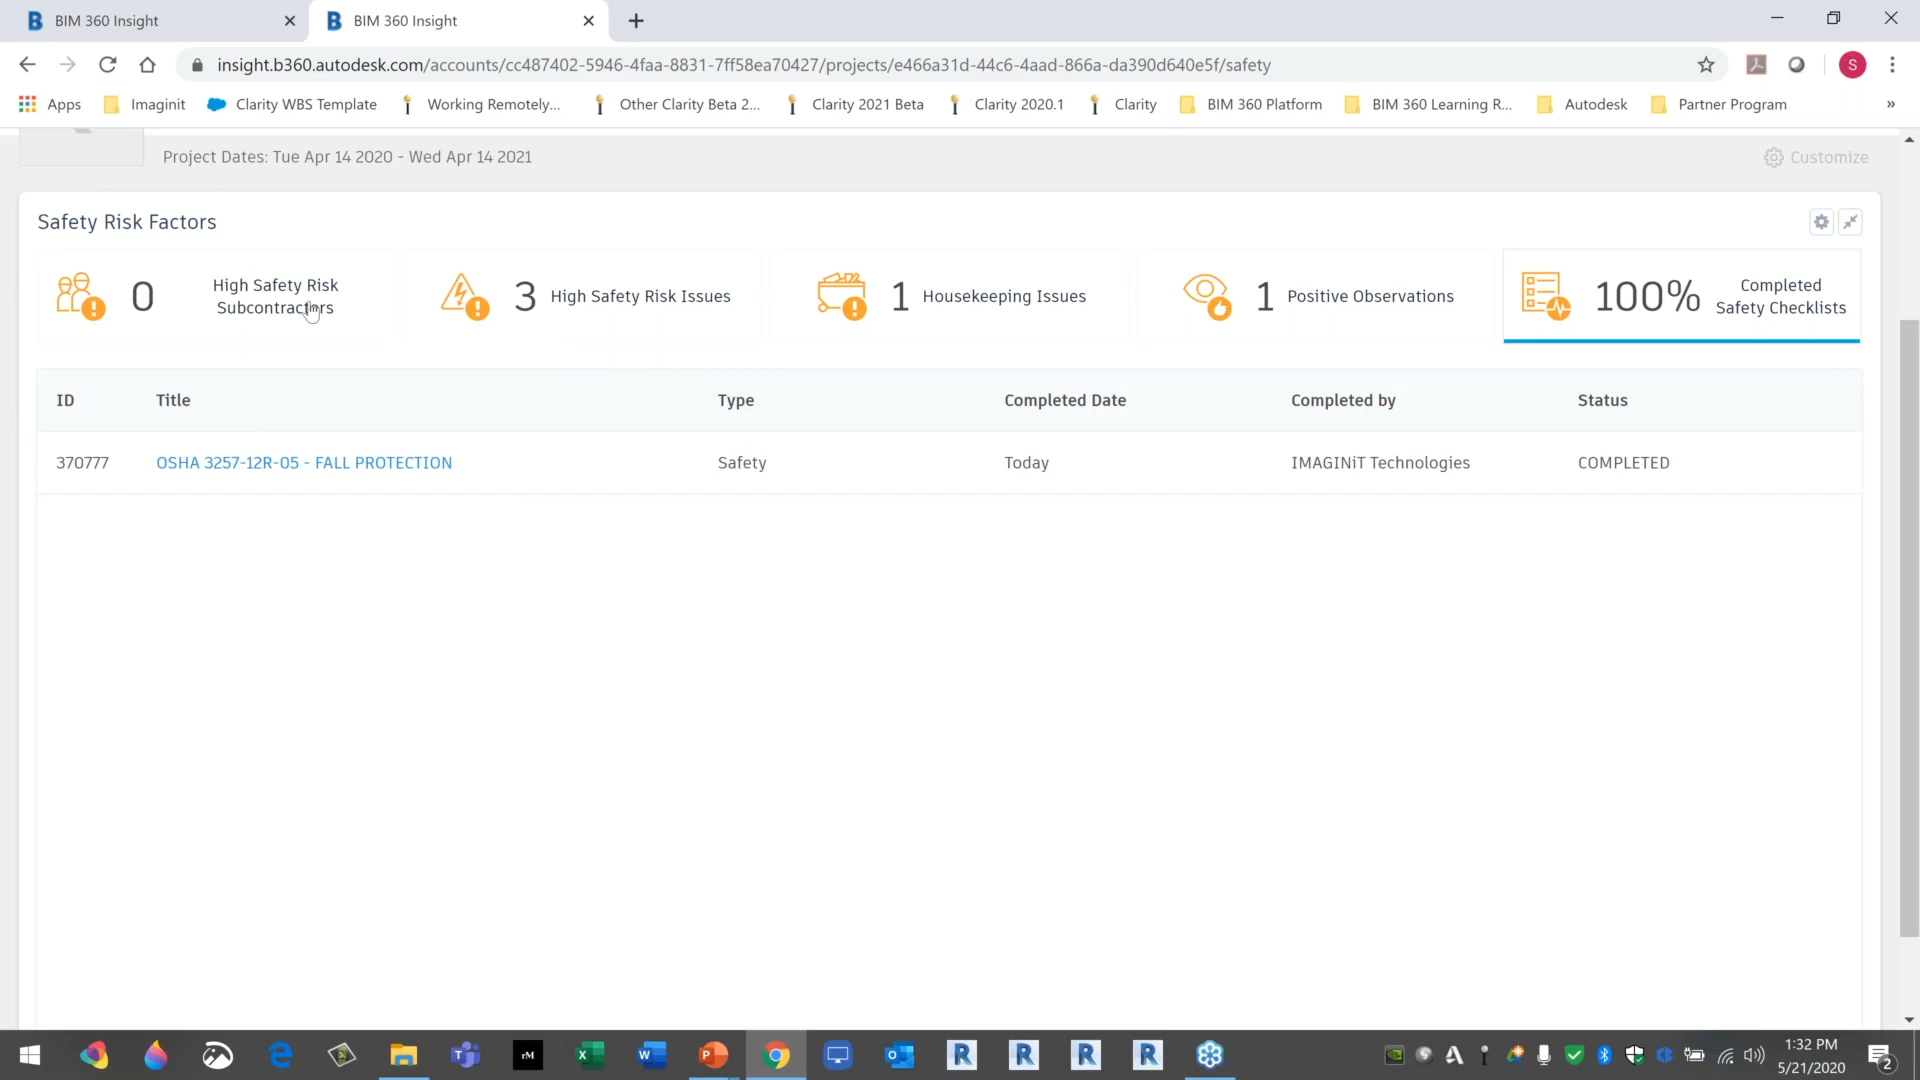 BIM 360 Insight
BIM 360 Insight
insight.b360.autodesk.com/accounts/cc487402-5946-4faa-8831-7ff58ea70427/projects/e466a31d-44c6-4aad-866a-da390d640e5f/safety
S
Apps
Imaginit
Clarity WBS Template
Working Remotely...
Other Clarity Beta 2...
Clarity 2021 Beta
Clarity 2020.1
Clarity
BIM 360 Platform
BIM 360 Learning R...
Autodesk
Partner Program
»
Project Dates: Tue Apr 14 2020 - Wed Apr 14 2021
Customize
Safety Risk Factors
0 High Safety Risk
Subcontractors
3 High Safety Risk Issues
1 Housekeeping Issues
1 Positive Observations
100% Completed
Safety Checklists
ID Title Type Completed Date Completed by Status
370777 OSHA 3257-12R-05 - FALL PROTECTION Safety Today IMAGINiT Technologies COMPLETED
1:32 PM
5/21/2020
2